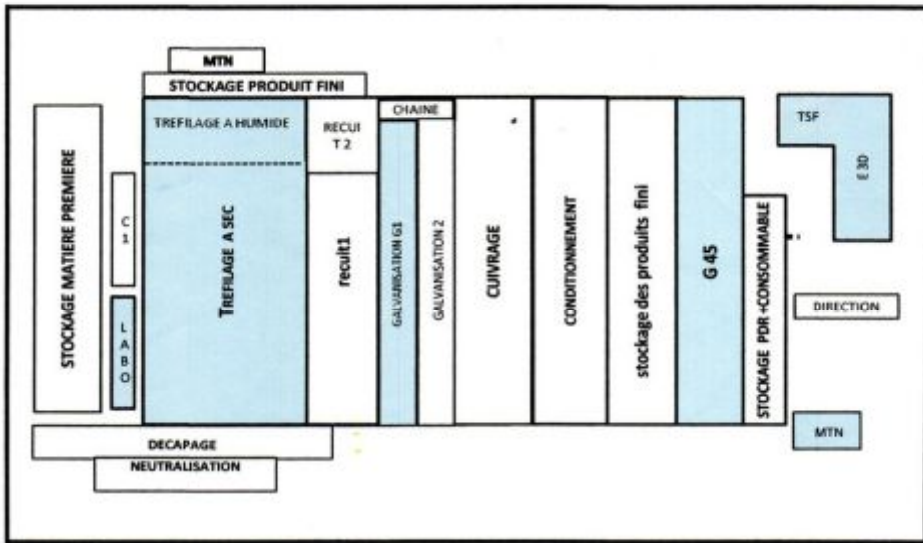 MTN
STOCKAGE PRODUIT FINI
TREFILAGE A HUMIDE
RECUI
T 2
CHAINE
TSF
E 3D
STOCKAGE MATIERE PREMIERE
C
1
L
A
B
O
TREFILAGE A SEC
recuit1
GALVANISATION G1
GALVANISATION 2
CUIVRAGE
CONDITIONNEMENT
stockage des produits fini
G 45
STOCKAGE PDR +CONSOMMABLE
DIRECTION
MTN
DECAPAGE
NEUTRALISATION